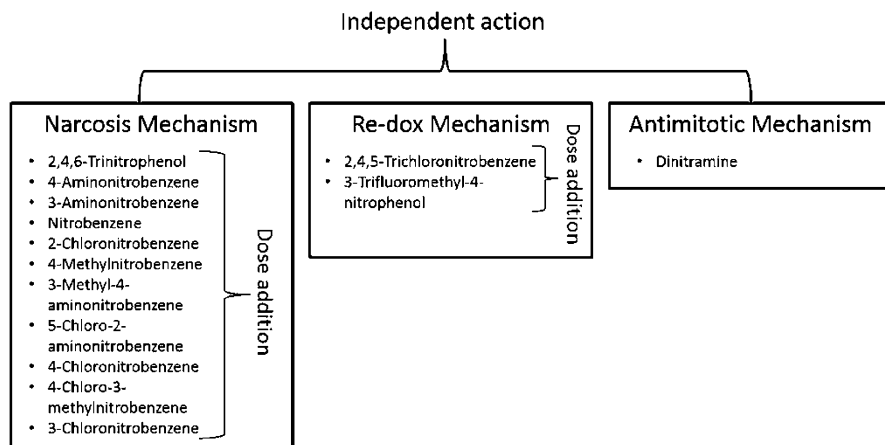 Independent action
Narcosis Mechanism
• 2,4,6-Trinitrophenol
• 4-Aminonitrobenzene
• 3-Aminonitrobenzene
• Nitrobenzene
• 2-Chloronitrobenzene
• 4-Methylnitrobenzene
• 3-Methyl-4-
aminonitrobenzene
• 5-Chloro-2-
aminonitrobenzene
• 4-Chloronitrobenzene
• 4-Chloro-3-
methylnitrobenzene
• 3-Chloronitrobenzene
Dose addition
Re-dox Mechanism
• 2,4,5-Trichloronitrobenzene
• 3-Trifluoromethyl-4-
nitrophenol
Dose addition
Antimitotic Mechanism
• Dinitramine